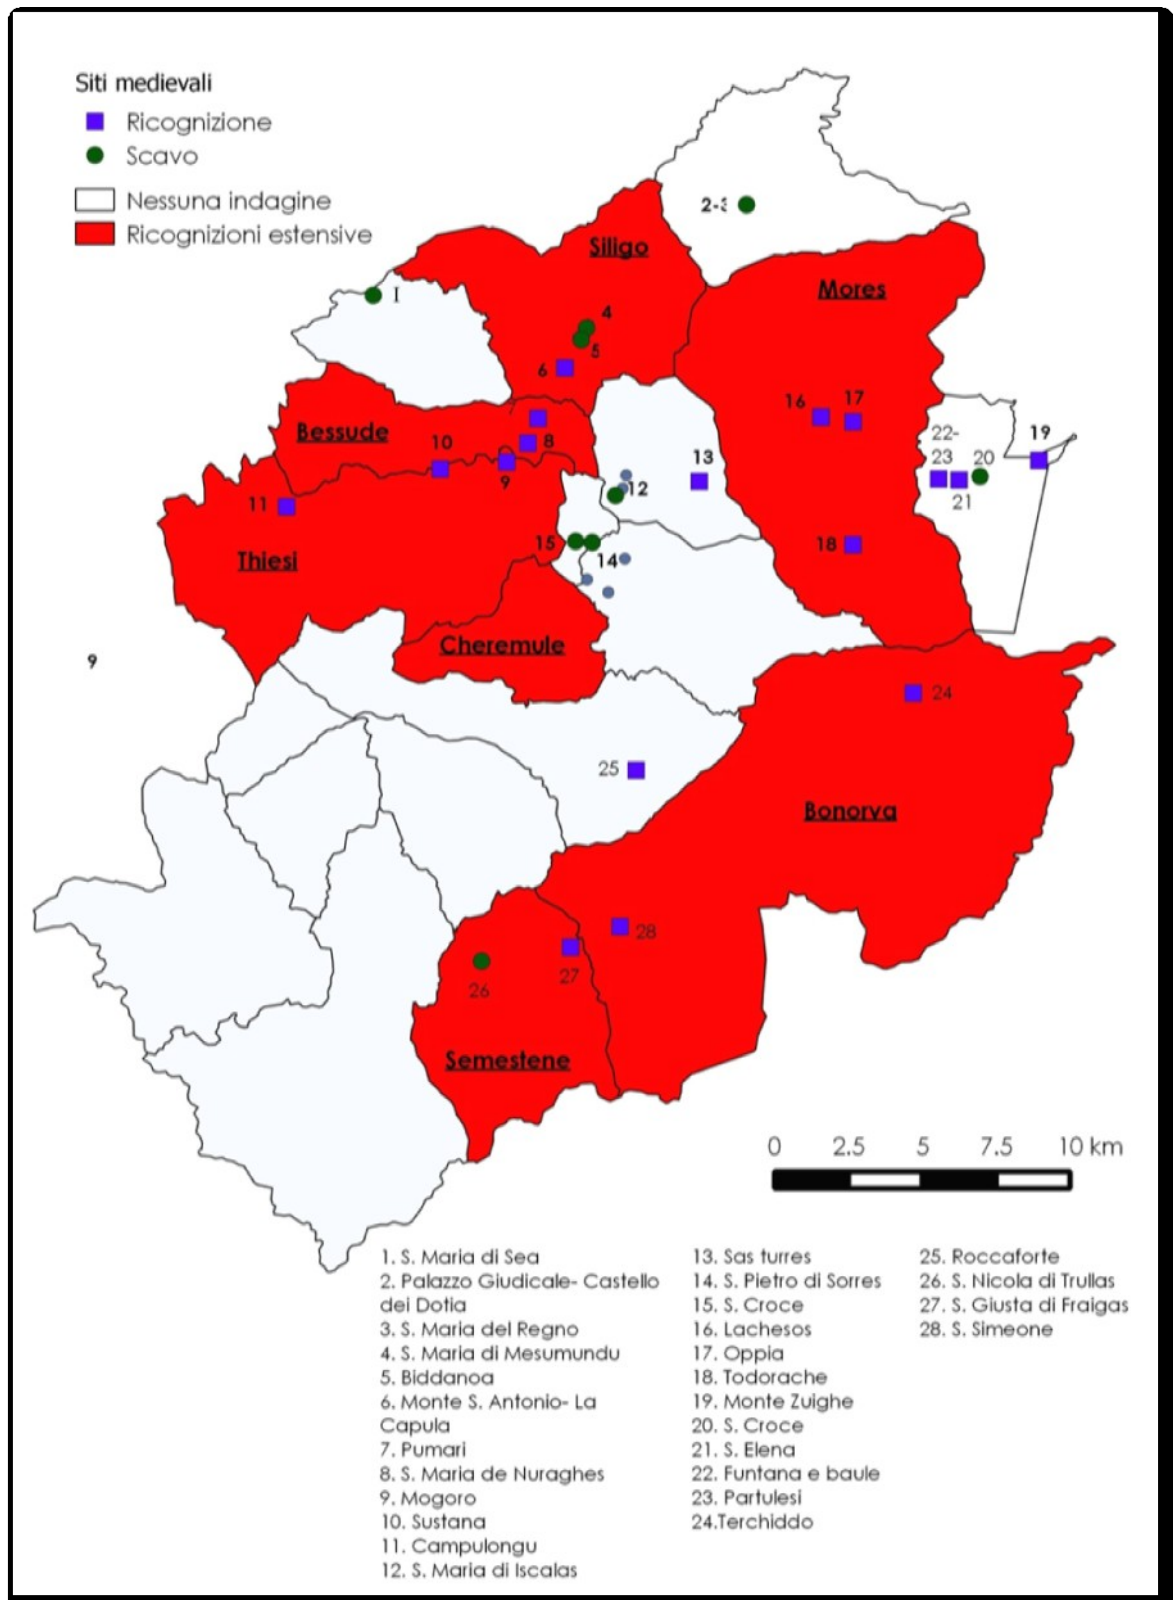 Siti medievali
Ricognizione
Scavo
Nessuna indagine
Ricognizioni estensive
2-3
Siligo
Mores
1
4
5
6
16
17
Bessude
10
8
9
22-
23
20
19
21
13
12
11
Thiesi
15
14
18
Cheremule
9
24
25
Bonorva
28
27
26
Semestene
0 2.5 5 7.5 10 km
1. S. Maria di Sea
2. Palazzo Giudicale- Castello
dei Dotia
3. S. Maria del Regno
4. S. Maria di Mesumundu
5. Biddanoa
6. Monte S. Antonio- La
Capula
7. Pumari
8. S. Maria de Nuraghes
9. Mogoro
10. Sustana
11. Campulongu
12. S. Maria di Iscalas
13. Sas turres
14. S. Pietro di Sorres
15. S. Croce
16. Lachesos
17. Oppia
18. Todorache
19. Monte Zuighe
20. S. Croce
21. S. Elena
22. Funtana e baule
23. Partulesi
24.Terchiddo
25. Roccaforte
26. S. Nicola di Trullas
27. S. Giusta di Fraigas
28. S. Simeone